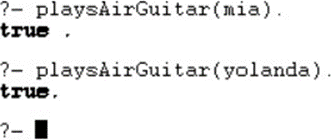 ?- playsAirGuitar(mia).
true .
?- playsAirGuitar(yolanda).
true.
?-